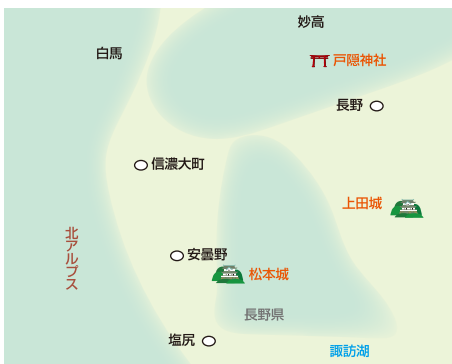 妙高
白馬
戸隠神社
長野
信濃大町
上田城
北アルプス
安曇野
松本城
長野県
塩尻
諏訪湖